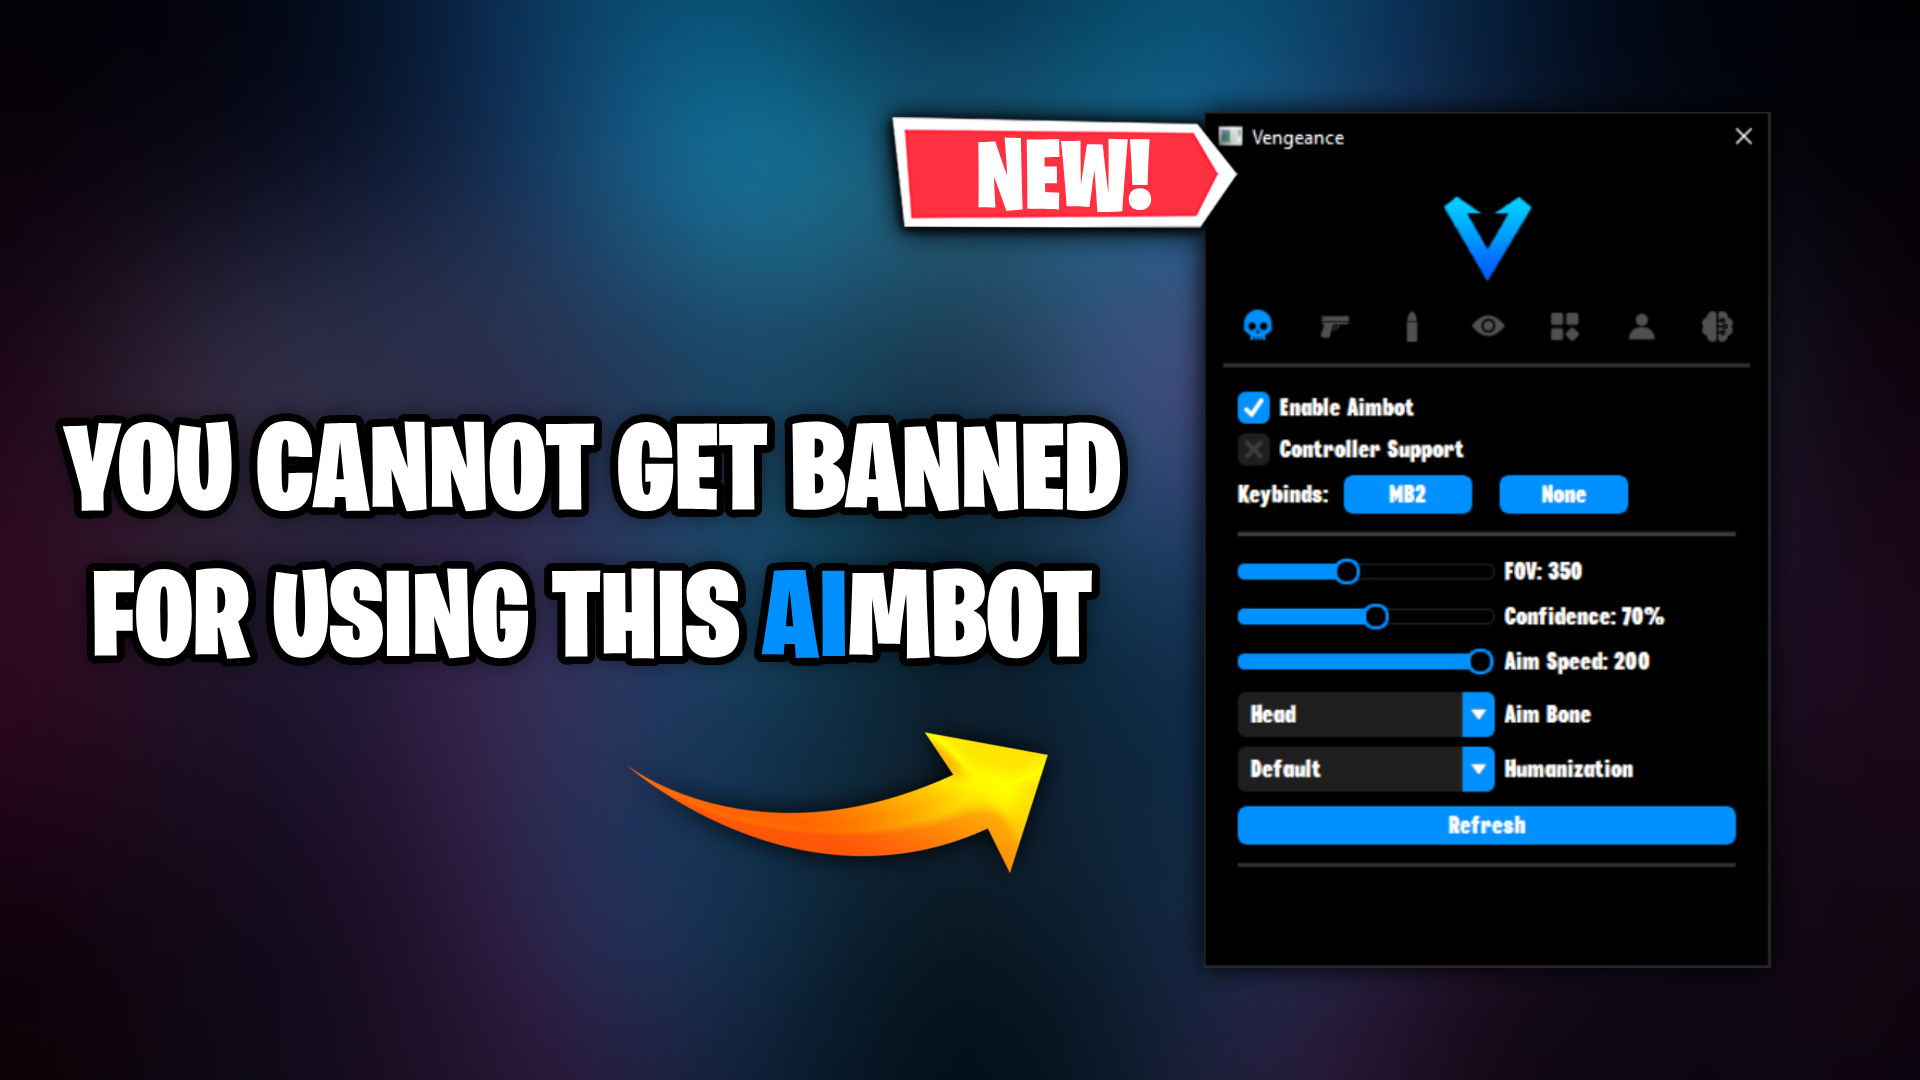 NEW!
Vengeance
YOU CANNOT GET BANNED
FOR USING THIS AIMBOT
Enable Aimbot
Controller Support
Keybinds: MB2 None
FOV: 350
Confidence: 70%
Aim Speed: 200
Head Aim Bone
Default Humanization
Refresh